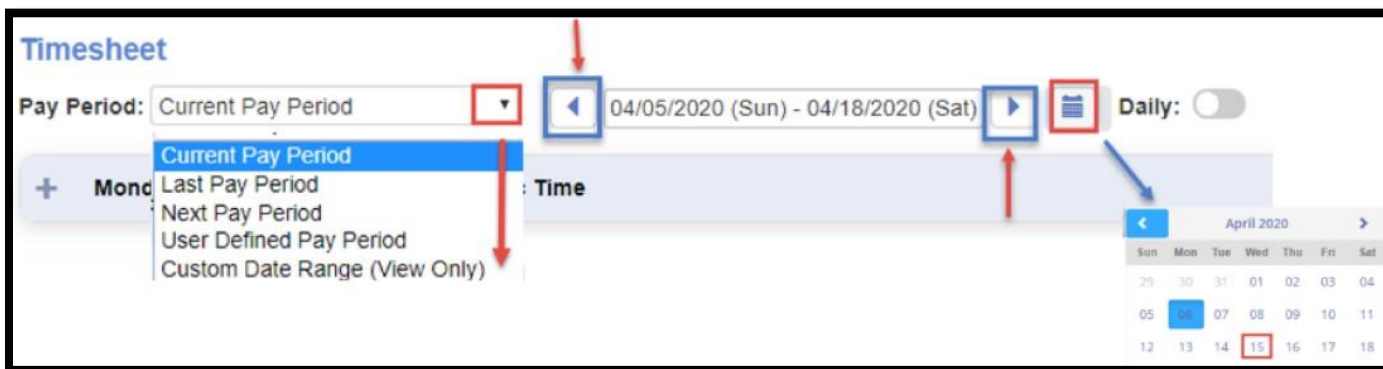 Timesheet
Pay Period: Current Pay Period 04/05/2020 (Sun) - 04/18/2020 (Sat) Daily:
Current Pay Period
Last Pay Period
Next Pay Period
User Defined Pay Period
Custom Date Range (View Only)
+ Mond Time
April 2020
Sun Mon Tue Wed Thu Fri Sat
29 30 31 01 02 03 04
05 06 07 08 09 10 11
12 13 14 15 16 17 18